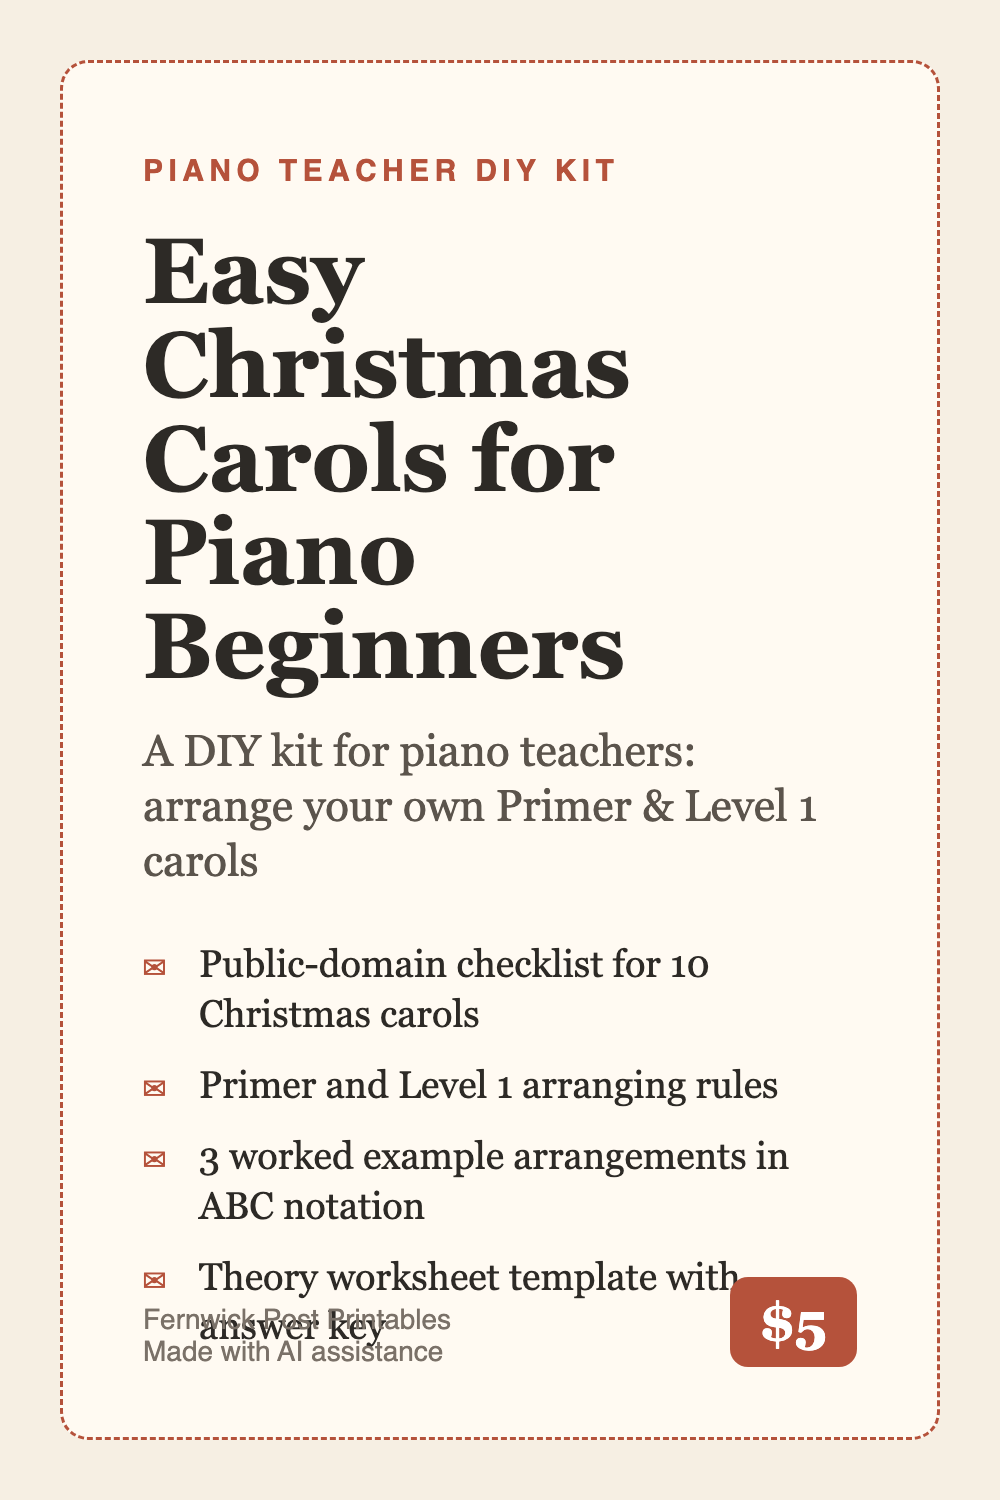 PIANO TEACHER DIY KIT
Easy
Christmas
Carols for
Piano
Beginners
A DIY kit for piano teachers:
arrange your own Primer & Level 1
carols
Public-domain checklist for 10
Christmas carols
Primer and Level 1 arranging rules
3 worked example arrangements in
ABC notation
Theory worksheet template with
answer key
Fernwick Post Printables
Made with AI assistance
$5